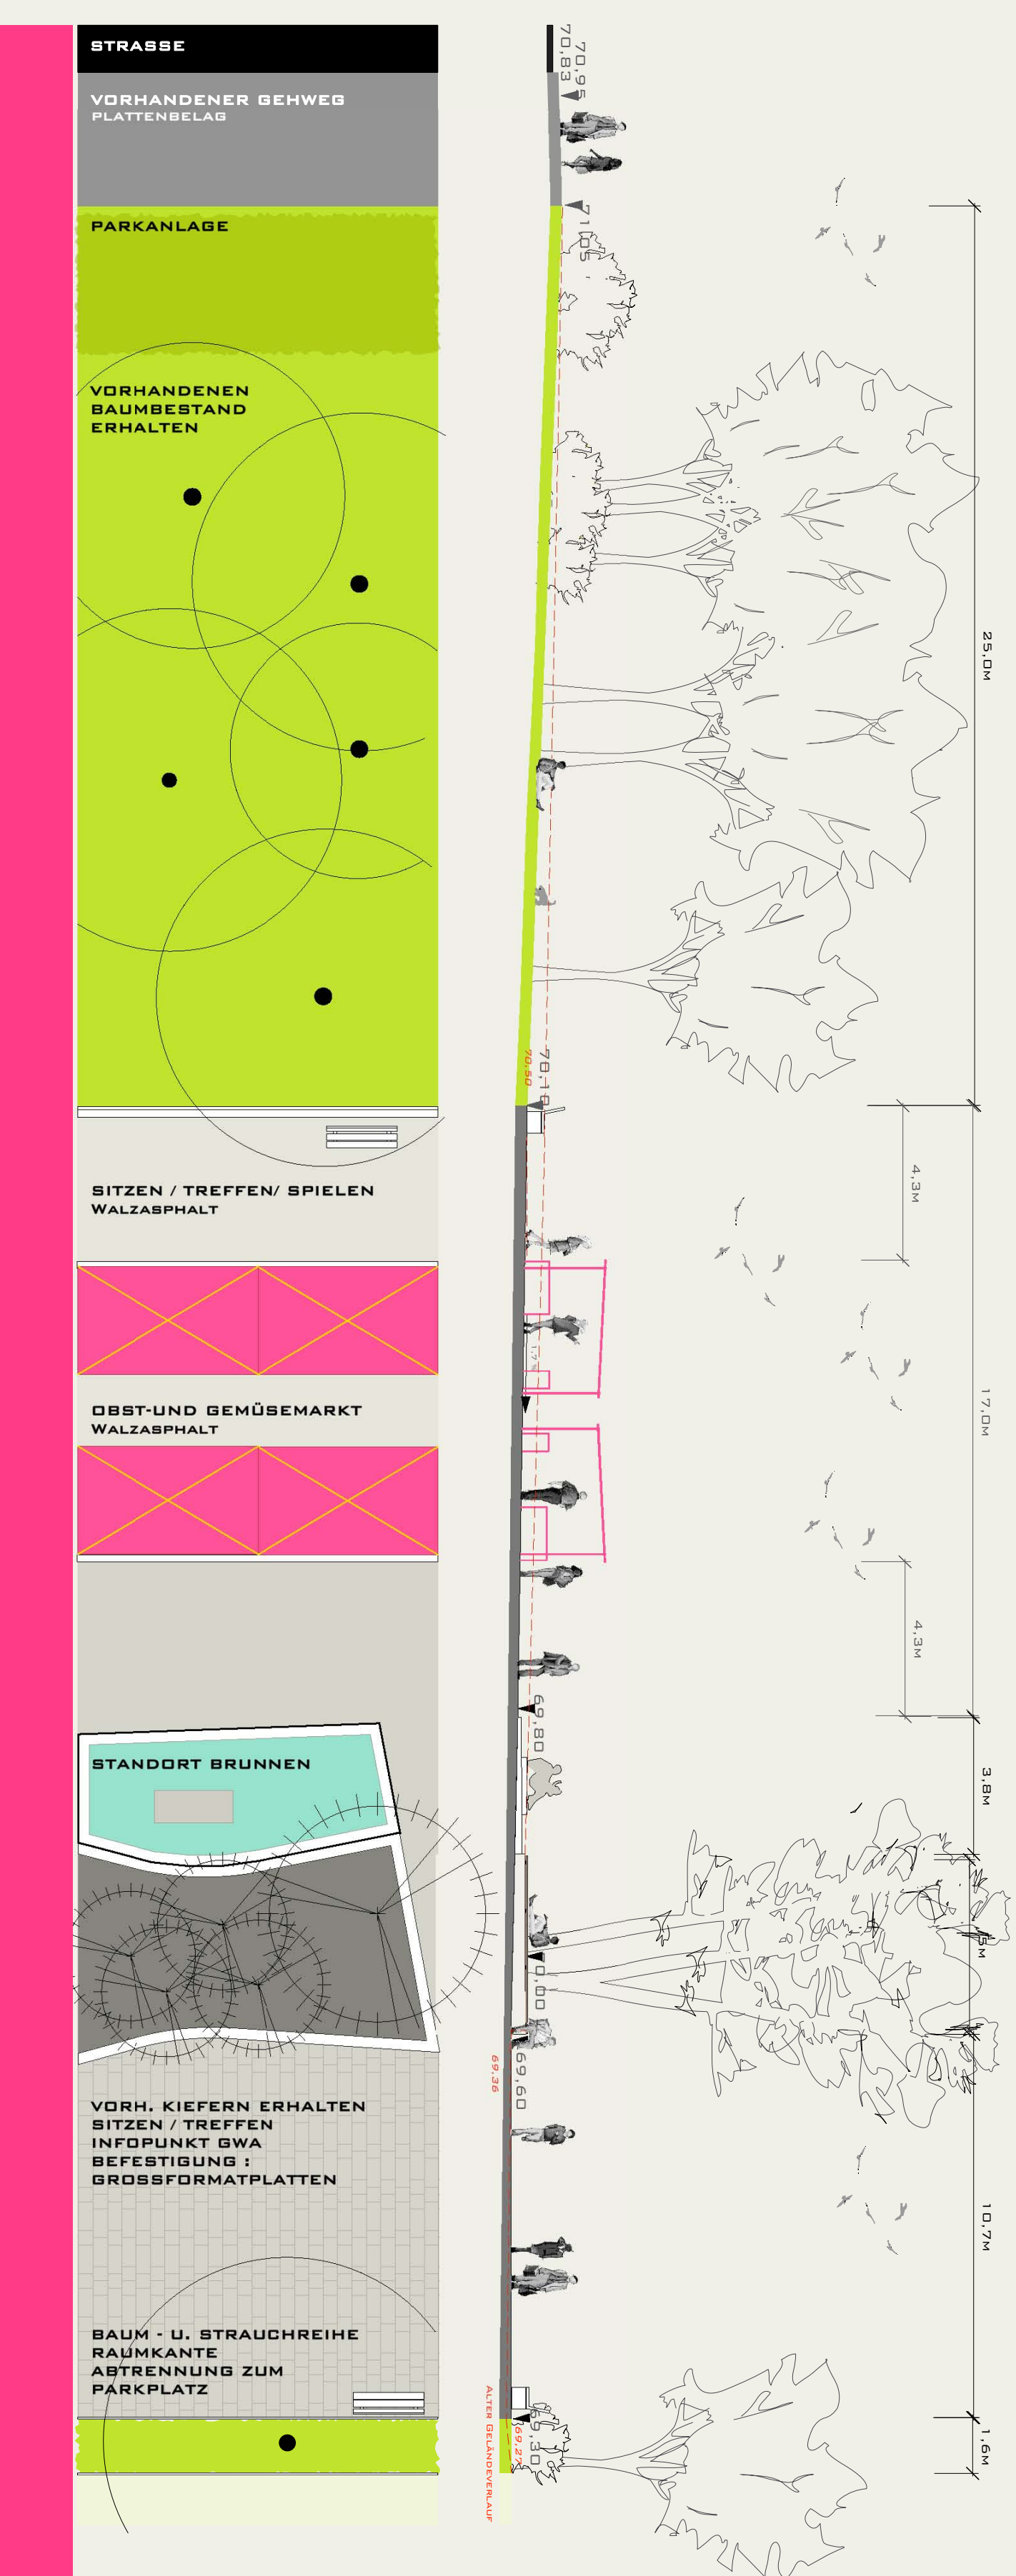 STRASSE
VORHANDENER GEHWEG
PLATTENBELAG
PARKANLAGE
VORHANDENEN
BAUMBESTAND
ERHALTEN
SITZEN / TREFFEN/ SPIELEN
WALZASPHALT
OBST-UND GEMÜSEMARKT
WALZASPHALT
STANDORT BRUNNEN
VORH. KIEFERN ERHALTEN
SITZEN / TREFFEN
INFOPUNKT GWA
BEFESTIGUNG :
GROSSFORMATPLATTEN
BAUM - U. STRAUCHREIHE
RAUMKANTE
ABTRENNUNG ZUM
PARKPLATZ
70,95
70,83
71,05
70,10
70,50
69,80
69,60
69,36
69,30
69,27
ALTER GELÄNDEVERLAUF
25,0M
4,3M
17,0M
4,3M
3,8M
10,7M
1,6M